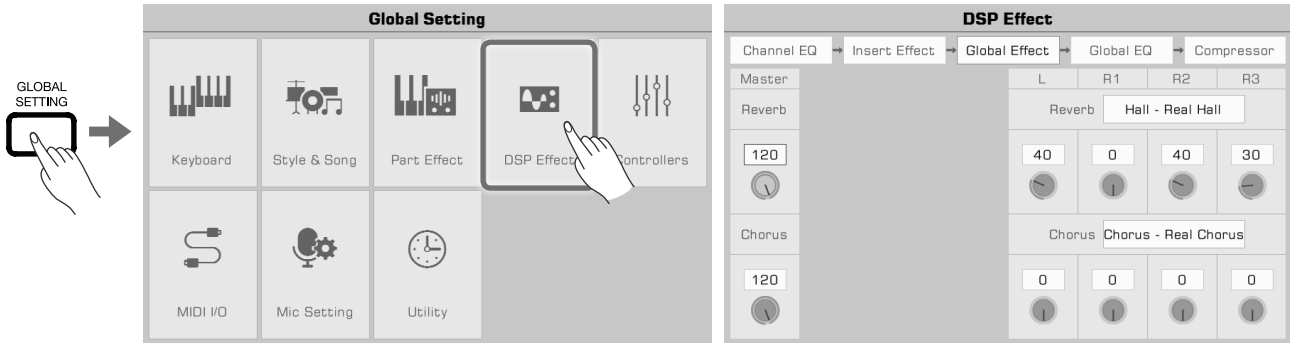 GLOBAL
SETTING
Global Setting
Keyboard
Style & Song
Part Effect
DSP Effect
Controllers
MIDI I/O
Mic Setting
Utility
DSP Effect
Channel EQ
Insert Effect
Global Effect
Global EQ
Compressor
Master
L
R1
R2
R3
Reverb
Reverb
Hall - Real Hall
120
40
0
40
30
Chorus
Chorus
Chorus - Real Chorus
120
0
0
0
0